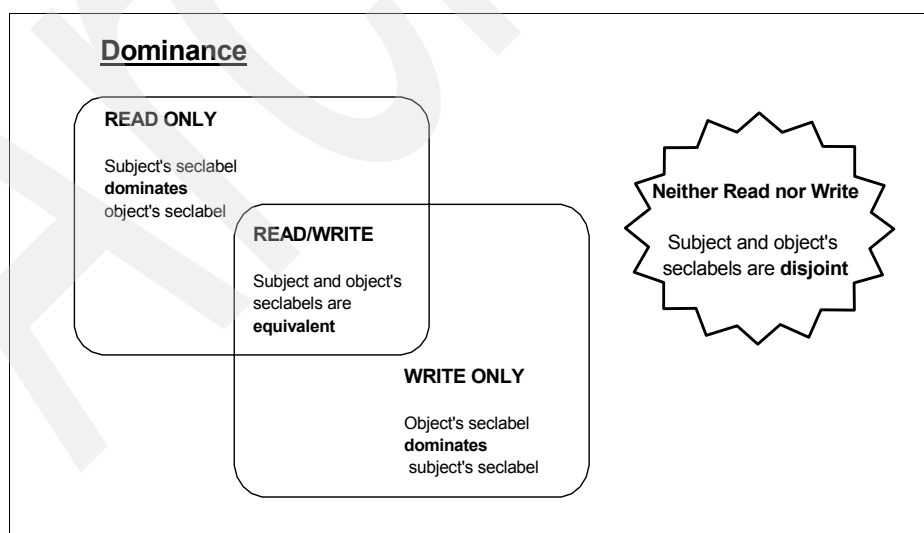 Dominance
READ ONLY
Subject's seclabel
dominates
object's seclabel
READ/WRITE
Subject and object's
seclabels are
equivalent
WRITE ONLY
Object's seclabel
dominates
subject's seclabel
Neither Read nor Write
Subject and object's
seclabels are disjoint